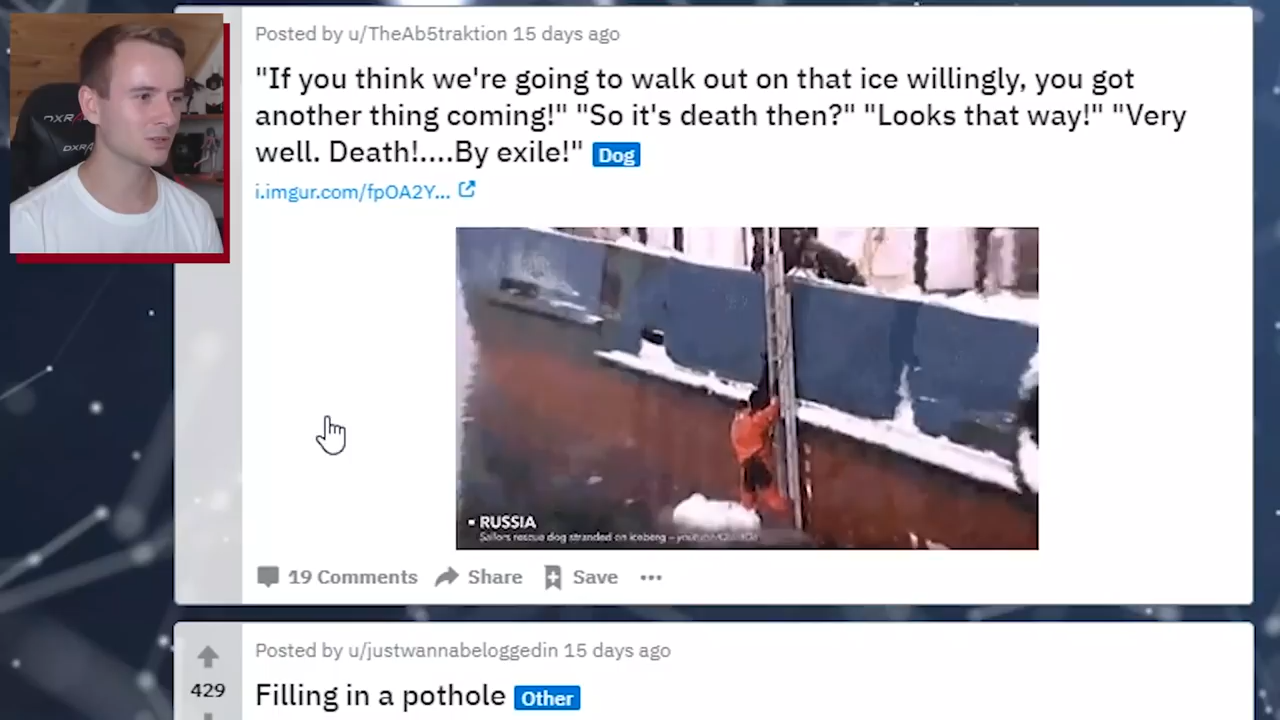 Posted by u/TheAb5traktion 15 days ago
"If you think we're going to walk out on that ice willingly, you got
another thing coming!" "So it's death then?" "Looks that way!" "Very
well. Death!....By exile!" Dog
i.imgur.com/fpOA2Y...
RUSSIA
Sailors rescue dog stranded on iceberg –
19 Comments Share Save
Posted by u/justwannabeloggedin 15 days ago
429
Filling in a pothole Other